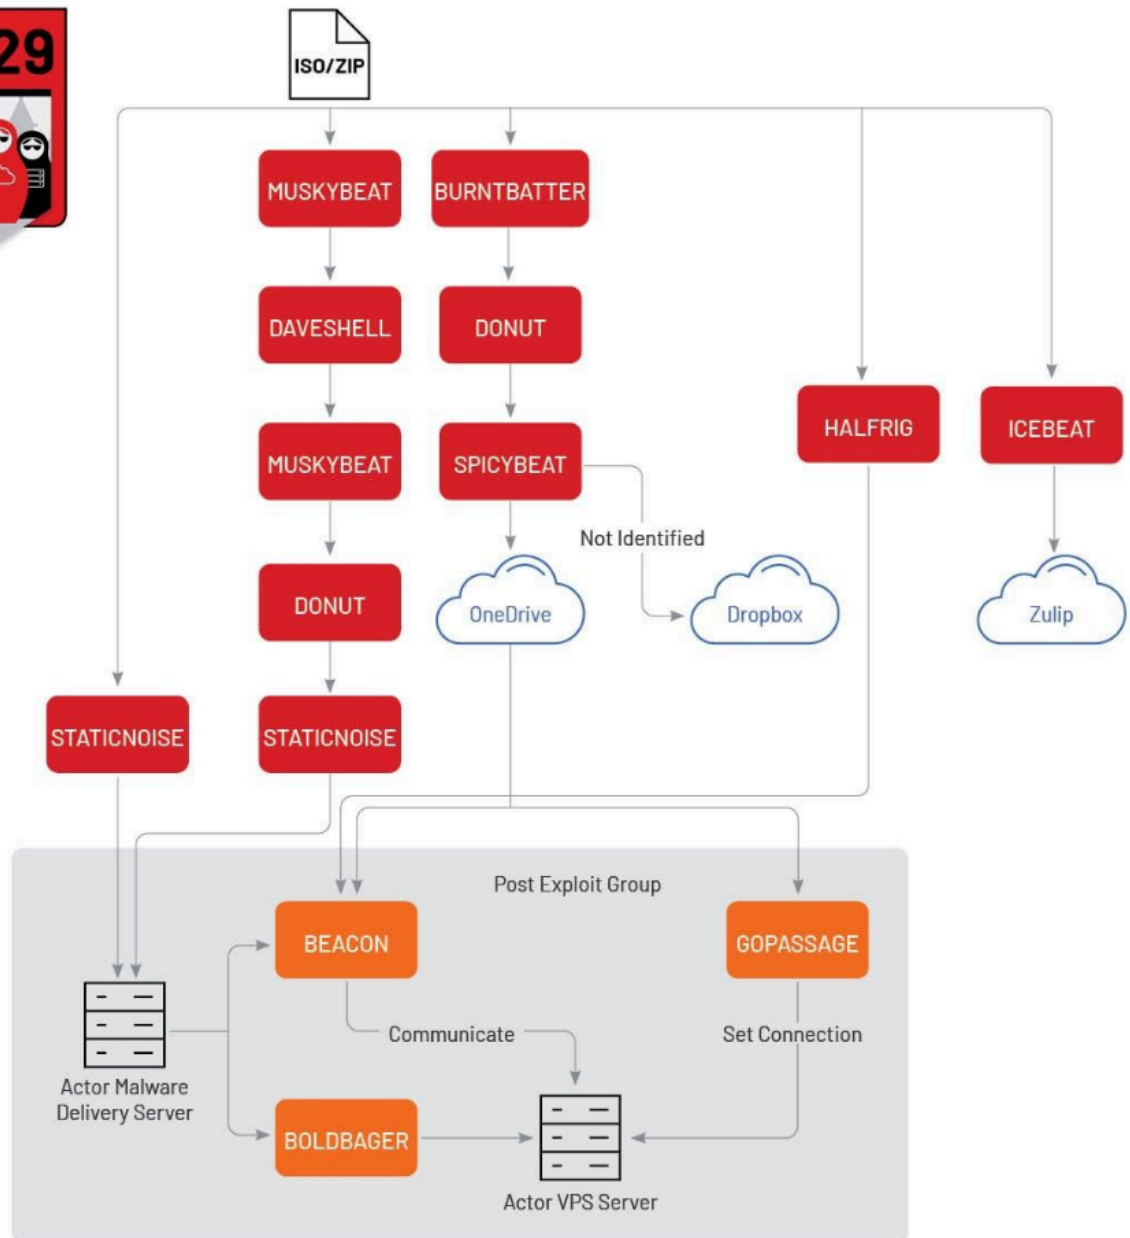 29
ISO/ZIP
MUSKYBEAT
BURNTBATTER
DAVESHELL
DONUT
HALFRIG
ICEBEAT
MUSKYBEAT
SPICYBEAT
Not Identified
DONUT
OneDrive
Dropbox
Zulip
STATICNOISE
STATICNOISE
Post Exploit Group
BEACON
GOPASSAGE
Communicate
Set Connection
Actor Malware
Delivery Server
BOLDBAGER
Actor VPS Server